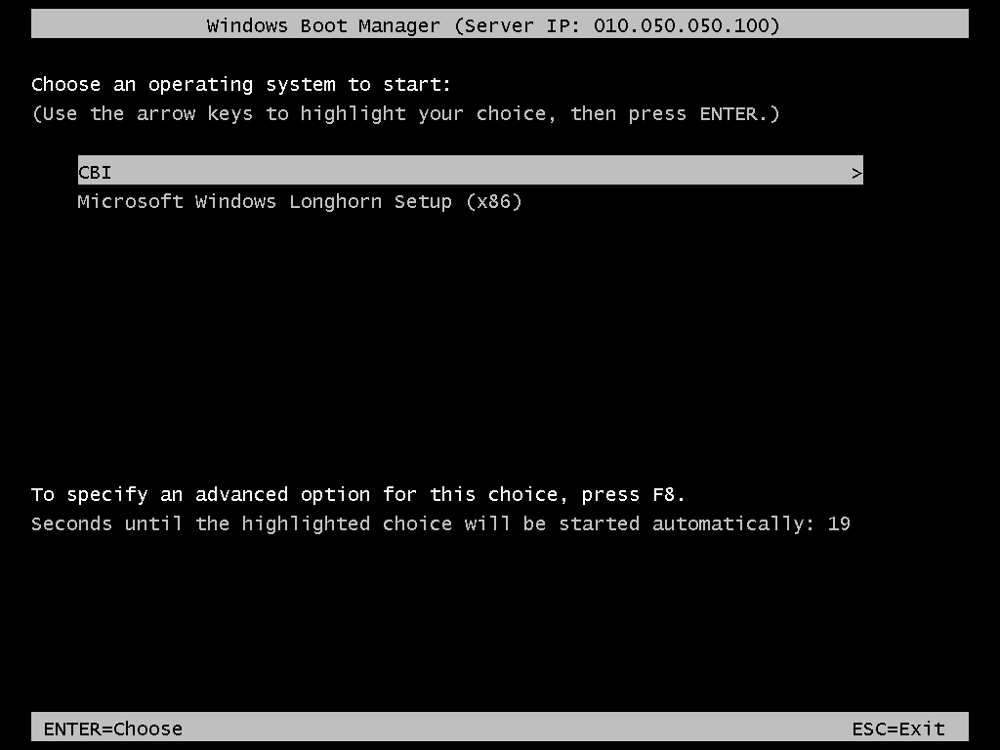 Windows Boot Manager (Server IP: 010.050.050.100)
Choose an operating system to start:
(Use the arrow keys to highlight your choice, then press ENTER.)
CBI >
Microsoft Windows Longhorn Setup (x86)
To specify an advanced option for this choice, press F8.
Seconds until the highlighted choice will be started automatically: 19
ENTER=Choose ESC=Exit